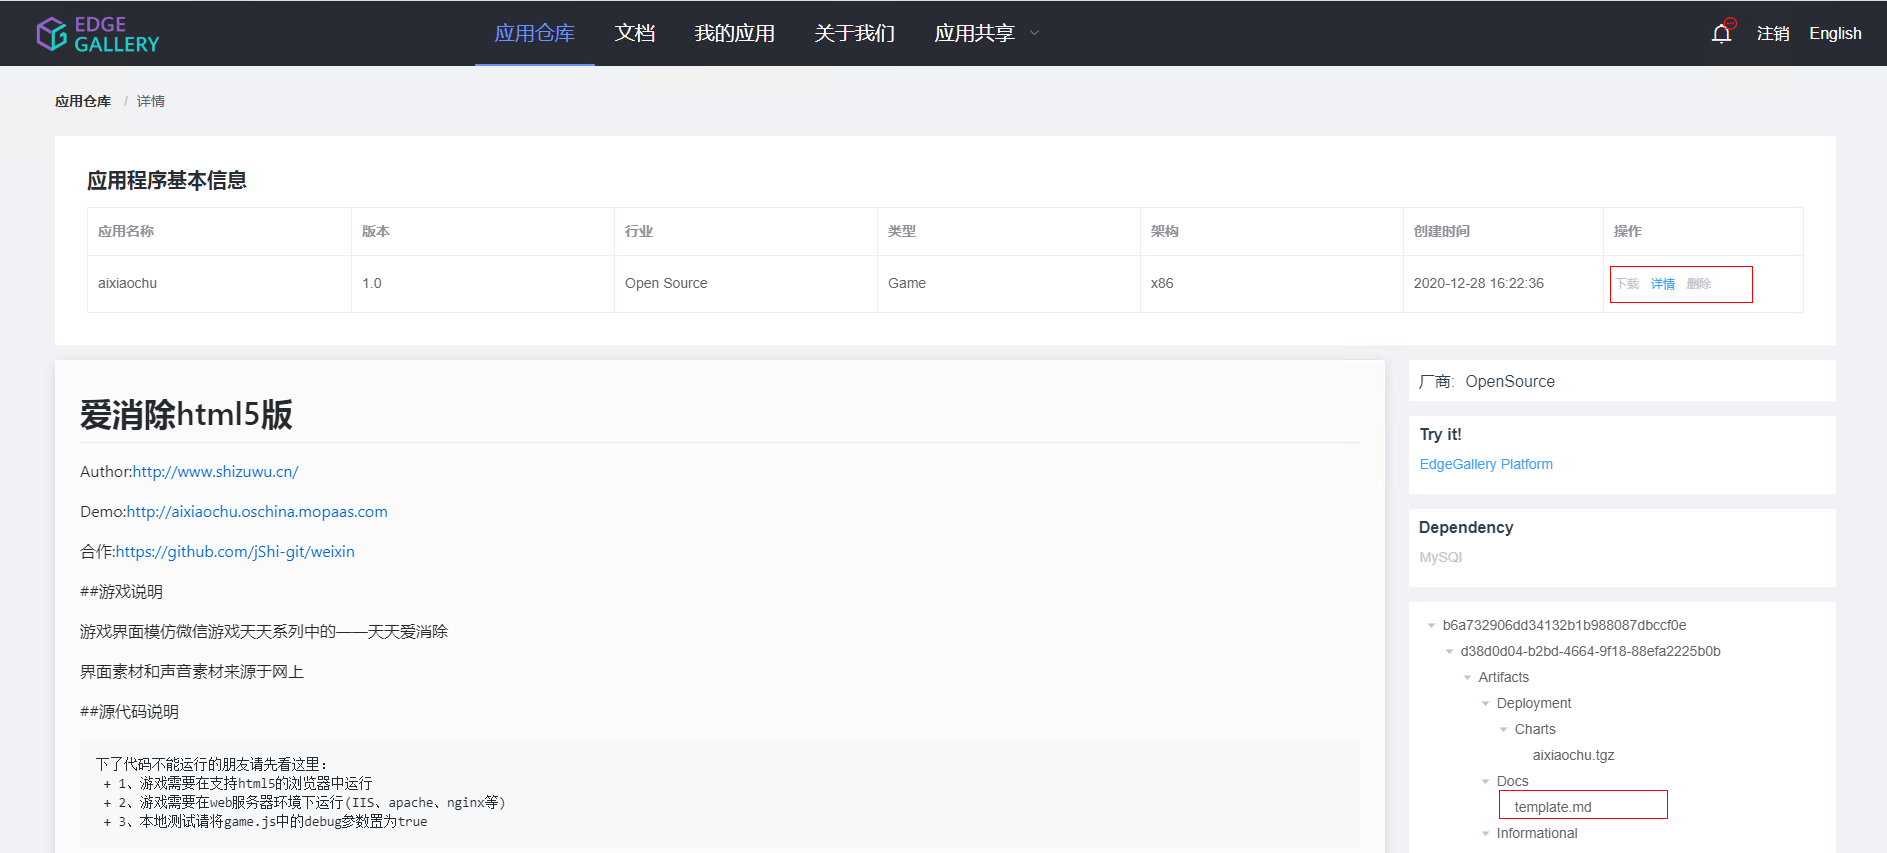 EDGE
GALLERY
应用仓库 文档 我的应用 关于我们 应用共享
注销 English
应用仓库 / 详情
应用程序基本信息
应用名称 版本 行业 类型 架构 创建时间 操作
aixiaochu 1.0 Open Source Game x86 2020-12-28 16:22:36 下载 详情 删除
爱消除html5版
Author:http://www.shizuwu.cn/
Demo:http://aixiaochu.oschina.mopaas.com
合作:https://github.com/jShi-git/weixin
##游戏说明
游戏界面模仿微信游戏天天系列中的——天天爱消除
界面素材和声音素材来源于网上
##源代码说明
下了代码不能运行的朋友请先看这里：
+ 1、游戏需要在支持html5的浏览器中运行
+ 2、游戏需要在web服务器环境下运行(IIS、apache、nginx等)
+ 3、本地测试请将game.js中的debug参数置为true
厂商: OpenSource
Try it!
EdgeGallery Platform
Dependency
MySQl
b6a732906dd34132b1b988087dbccf0e
d38d0d04-b2bd-4664-9f18-88efa2225b0b
Artifacts
Deployment
Charts
aixiaochu.tgz
Docs
template.md
Informational